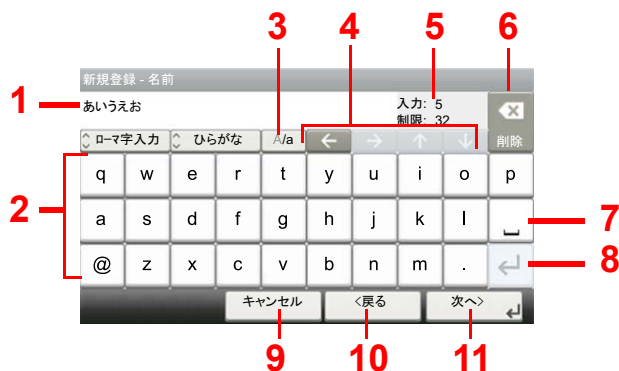 3 4 5 6
新規登録 - 名前
1 あいうえお 入力: 5
制限: 32
ローマ字入力 ひらがな A/a ← → ↑ ↓ 削除
q w e r t y u i o p
2 a s d f g h j k l 7
@ z x c v b n m . 8
キャンセル <戻る 次へ>
9 10 11